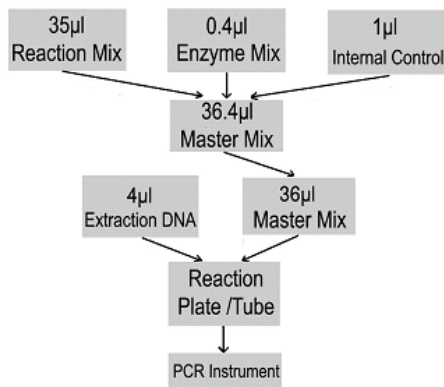 35µl
Reaction Mix
0.4µl
Enzyme Mix
1µl
Internal Control
36.4µl
Master Mix
4µl
Extraction DNA
36µl
Master Mix
Reaction
Plate /Tube
PCR Instrument